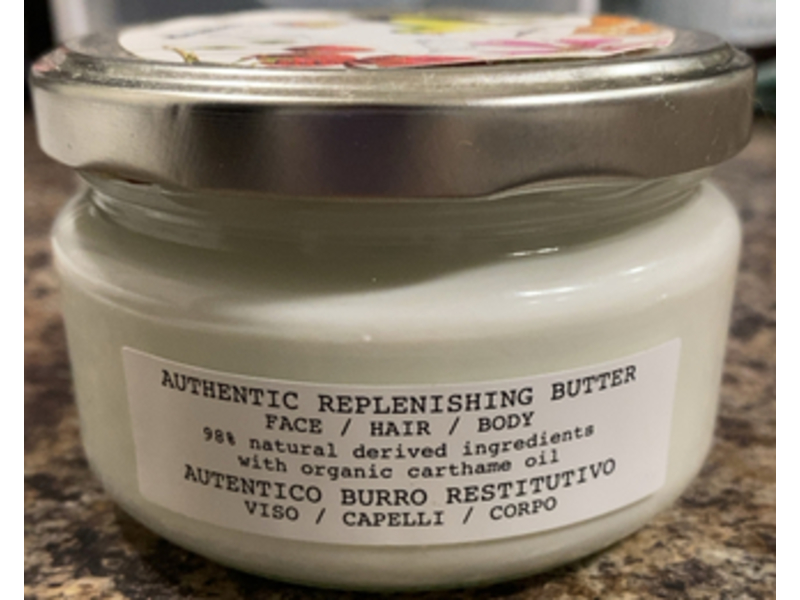 AUTHENTIC REPLENISHING BUTTER
FACE / HAIR / BODY
98% natural derived ingredients
with organic carthame oil
AUTENTICO BURRO RESTITUTIVO
VISO / CAPELLI / CORPO